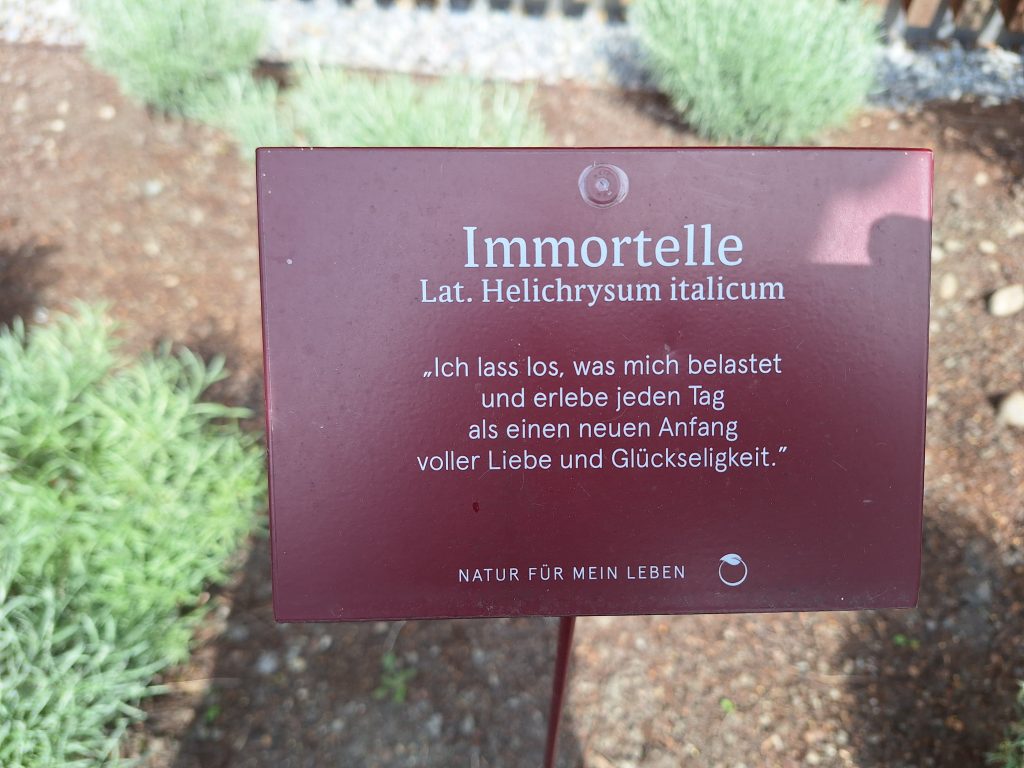 Immortelle
Lat. Helichrysum italicum
„Ich lass los, was mich belastet
und erlebe jeden Tag
als einen neuen Anfang
voller Liebe und Glückseligkeit.”
NATUR FÜR MEIN LEBEN